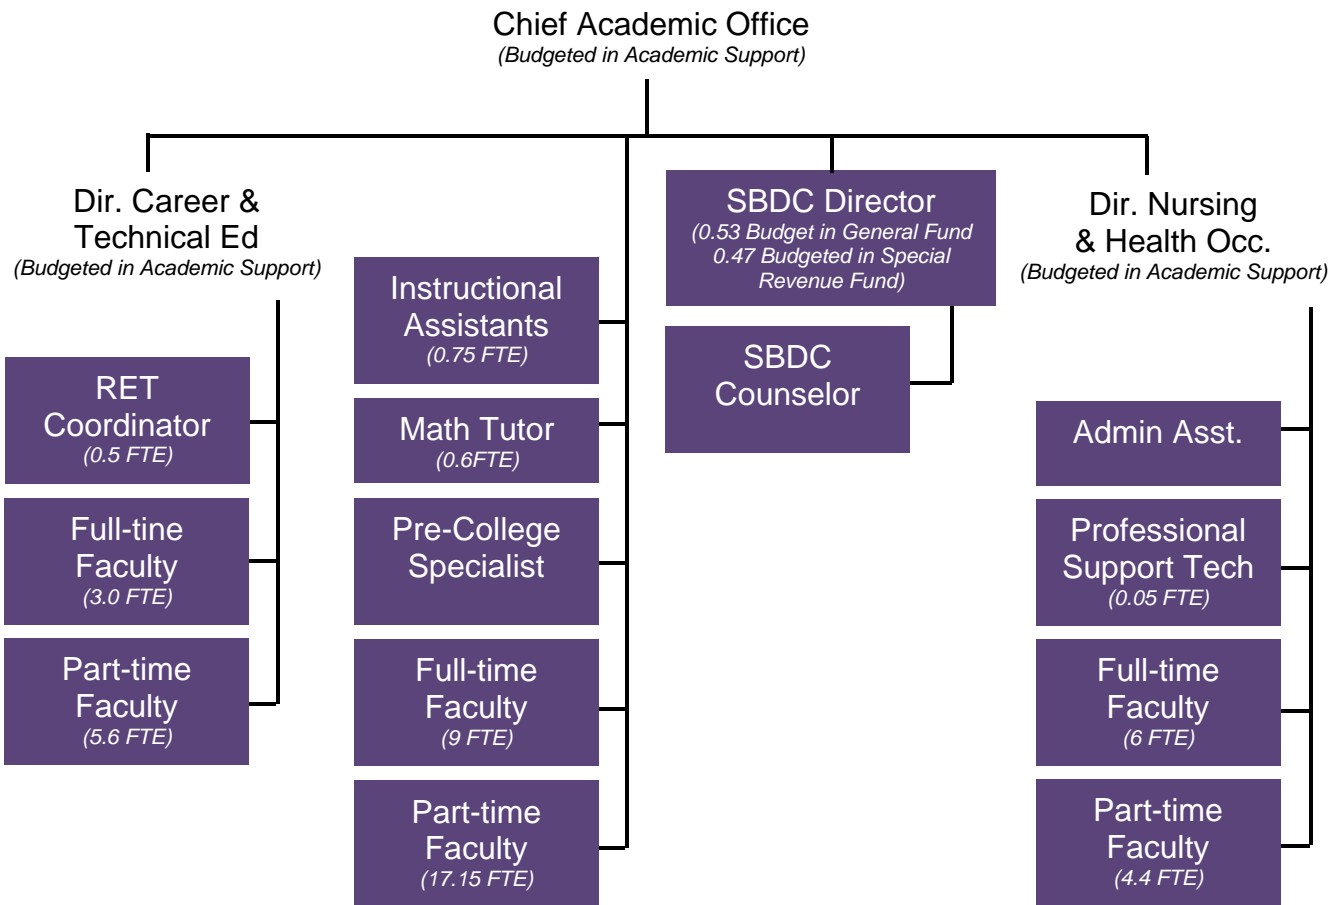 Chief Academic Office
(Budgeted in Academic Support)
Dir. Career &
Technical Ed
(Budgeted in Academic Support)
RET
Coordinator
(0.5 FTE)
Full-tine
Faculty
(3.0 FTE)
Part-time
Faculty
(5.6 FTE)
Instructional
Assistants
(0.75 FTE)
Math Tutor
(0.6FTE)
Pre-College
Specialist
Full-time
Faculty
(9 FTE)
Part-time
Faculty
(17.15 FTE)
SBDC Director
(0.53 Budget in General Fund
0.47 Budgeted in Special
Revenue Fund)
SBDC
Counselor
Dir. Nursing
& Health Occ.
(Budgeted in Academic Support)
Admin Asst.
Professional
Support Tech
(0.05 FTE)
Full-time
Faculty
(6 FTE)
Part-time
Faculty
(4.4 FTE)